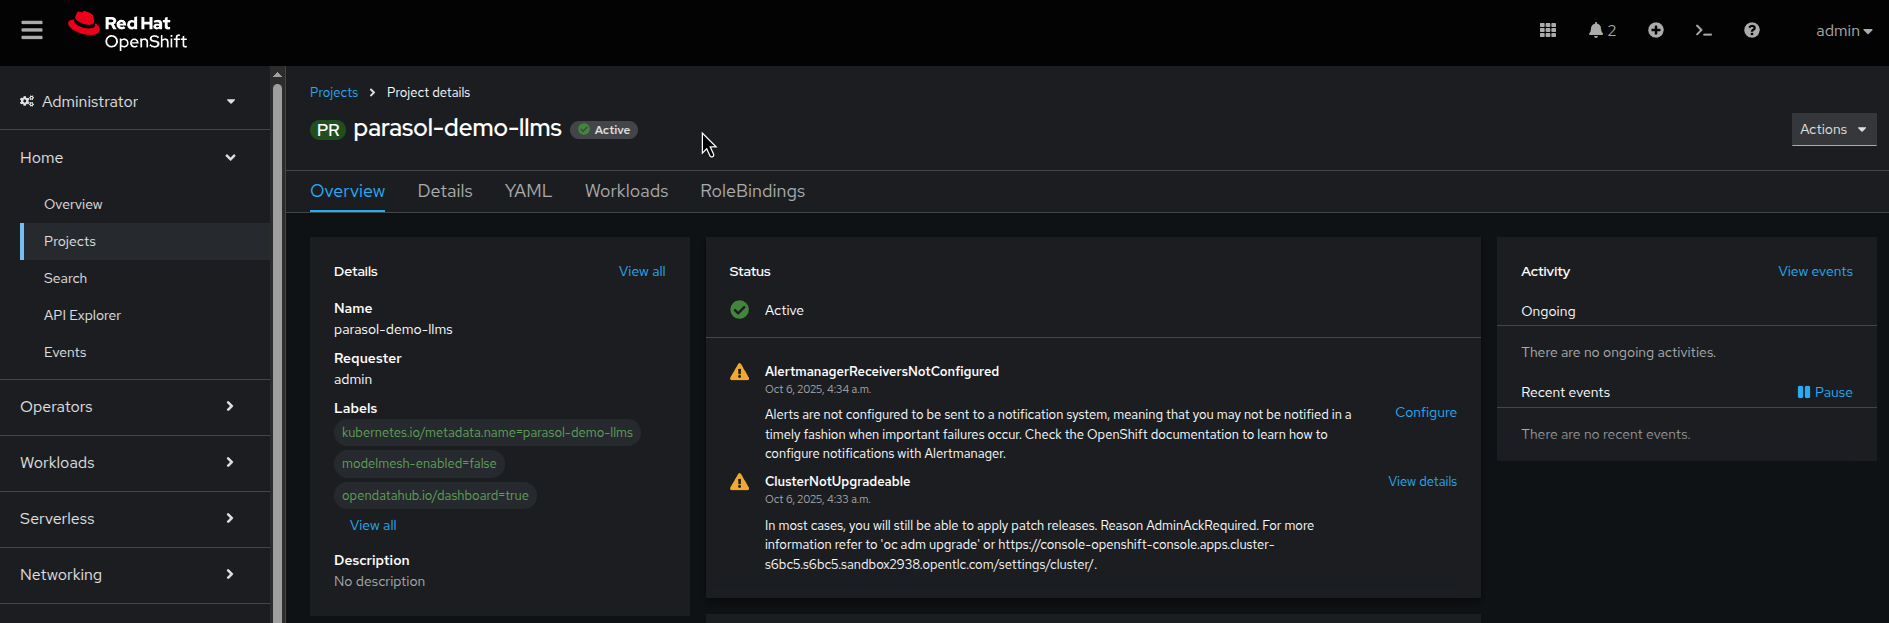 Red Hat
OpenShift
2
admin
Administrator
Home
Overview
Projects
Search
API Explorer
Events
Operators
Workloads
Serverless
Networking
Projects > Project details
PR parasol-demo-llms Active
Actions
Overview Details YAML Workloads RoleBindings
Details View all
Name
parasol-demo-llms
Requester
admin
Labels
kubernetes.io/metadata.name=parasol-demo-llms
modelmesh-enabled=false
opendatahub.io/dashboard=true
View all
Description
No description
Status
Active
AlertmanagerReceiversNotConfigured
Oct 6, 2025, 4:34 a.m.
Alerts are not configured to be sent to a notification system, meaning that you may not be notified in a
timely fashion when important failures occur. Check the OpenShift documentation to learn how to
configure notifications with Alertmanager.
Configure
ClusterNotUpgradeable
Oct 6, 2025, 4:33 a.m.
In most cases, you will still be able to apply patch releases. Reason AdminAckRequired. For more
information refer to 'oc adm upgrade' or https://console-openshift-console.apps.cluster-
s6bc5.s6bc5.sandbox2938.opentlc.com/settings/cluster/.
View details
Activity View events
Ongoing
There are no ongoing activities.
Recent events Pause
There are no recent events.